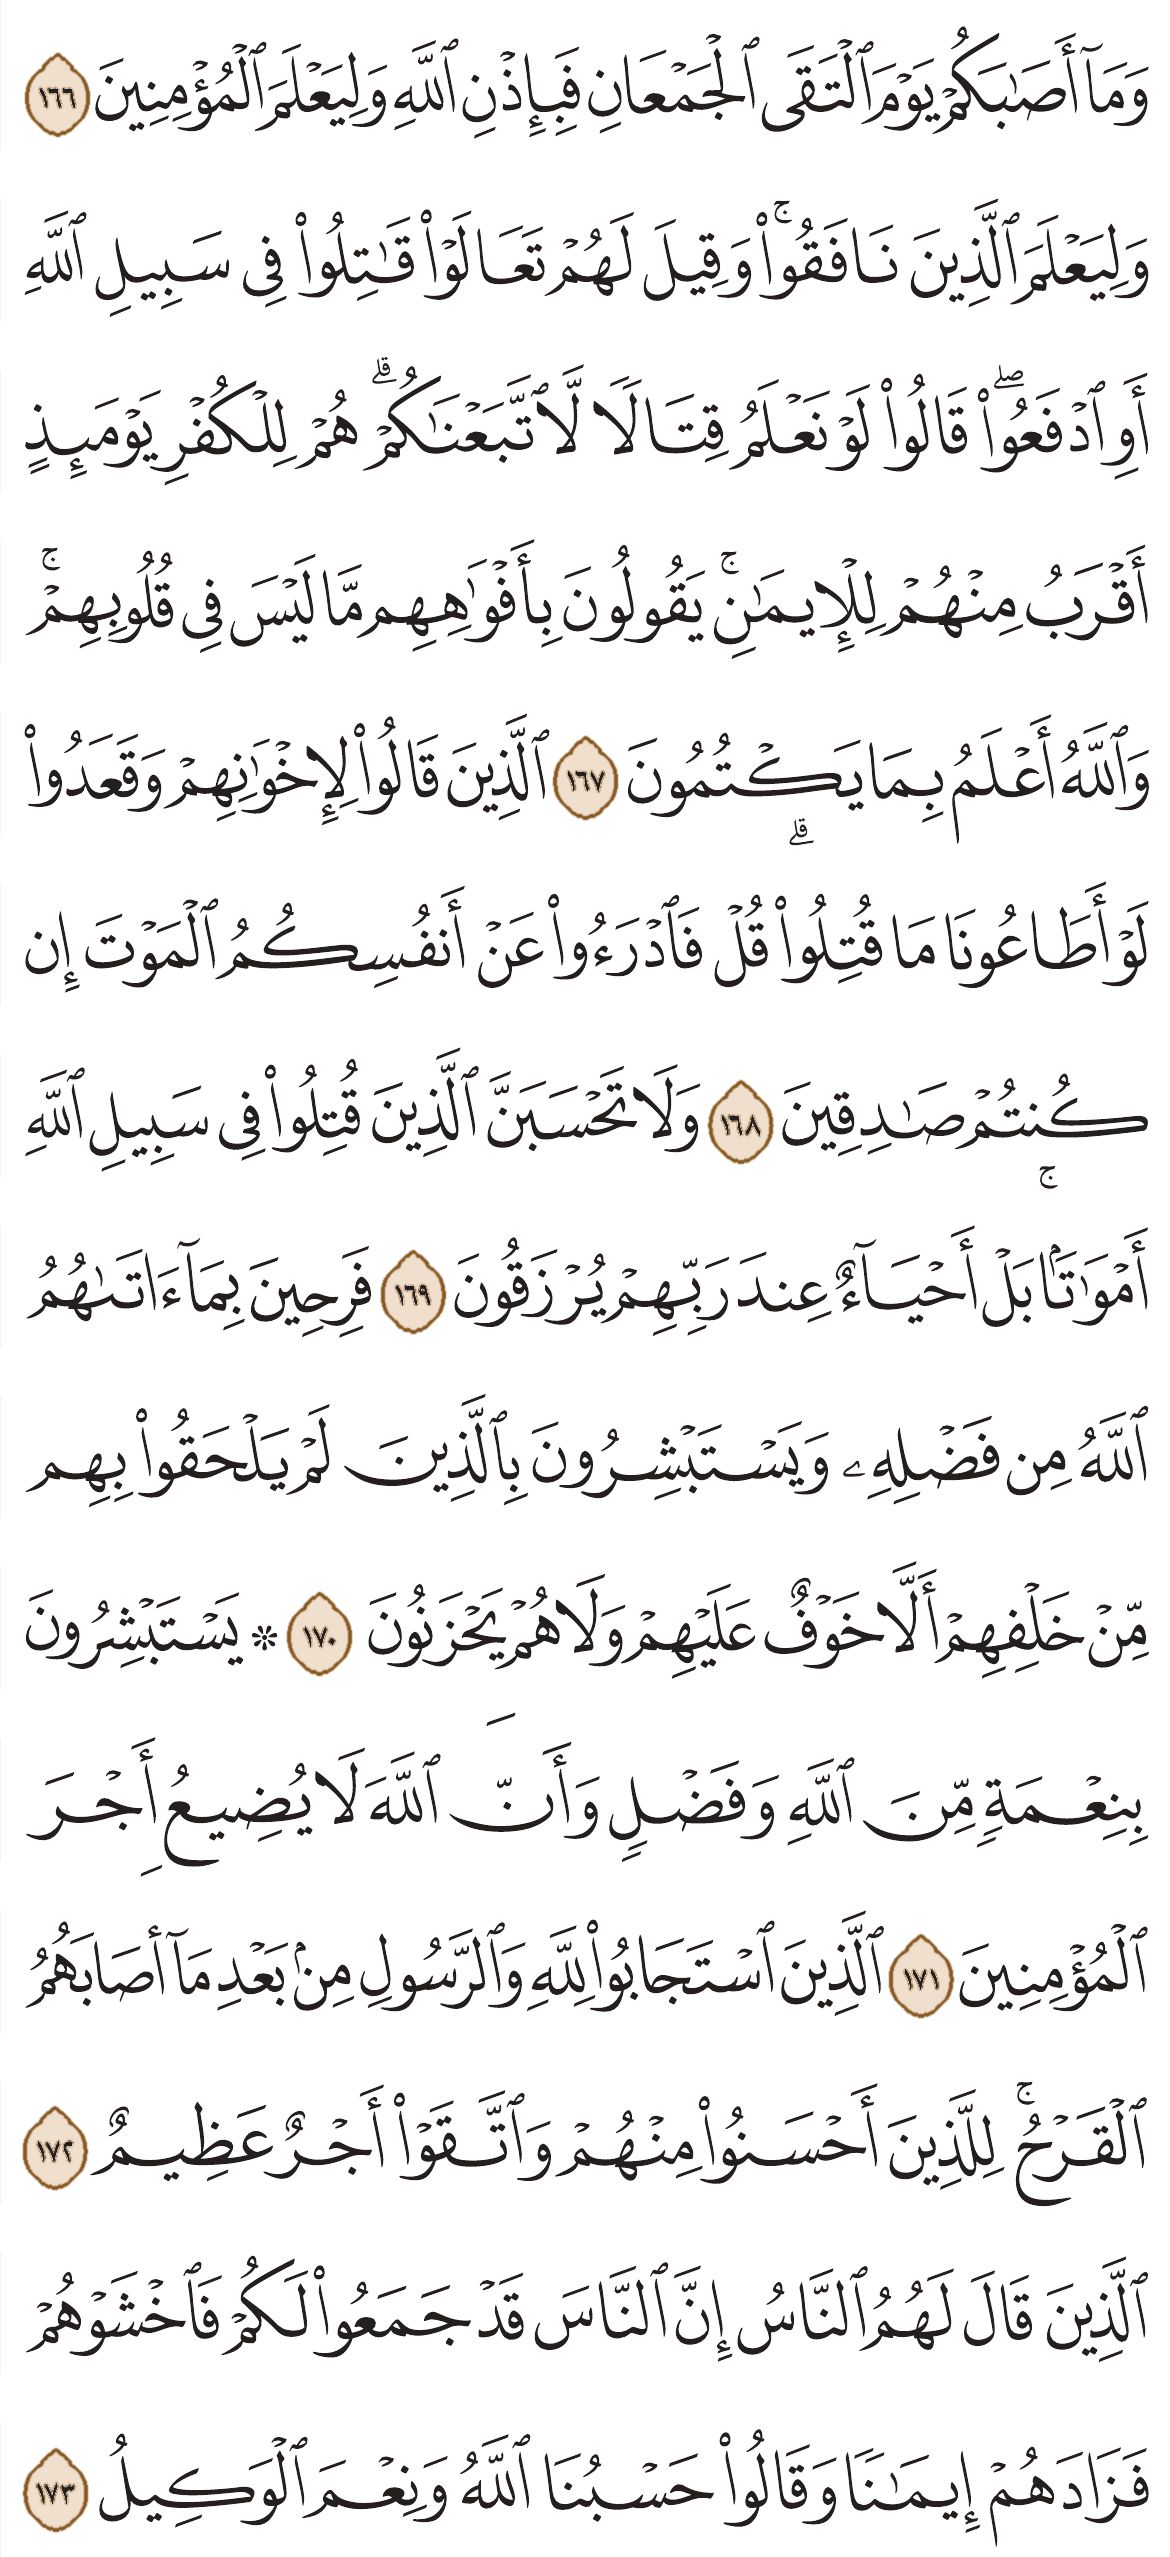 وَمَآ أَصَٰبَكُمۡ يَوۡمَ ٱلۡتَقَى ٱلۡجَمۡعَانِ فَبِإِذۡنِ ٱللَّهِ وَلِيَعۡلَمَ ٱلۡمُؤۡمِنِينَ ١٦٦
وَلِيَعۡلَمَ ٱلَّذِينَ نَافَقُواْۚ وَقِيلَ لَهُمۡ تَعَالَوۡاْ قَٰتِلُواْ فِي سَبِيلِ ٱللَّهِ
أَوِ ٱدۡفَعُواْۖ قَالُواْ لَوۡ نَعۡلَمُ قِتَالٗا لَّٱتَّبَعۡنَٰكُمۡۗ هُمۡ لِلۡكُفۡرِ يَوۡمَئِذٍ
أَقۡرَبُ مِنۡهُمۡ لِلۡإِيمَٰنِۚ يَقُولُونَ بِأَفۡوَٰهِهِم مَّا لَيۡسَ فِي قُلُوبِهِمۡۚ
وَٱللَّهُ أَعۡلَمُ بِمَا يَكۡتُمُونَ ١٦٧ ٱلَّذِينَ قَالُواْ لِإِخۡوَٰنِهِمۡ وَقَعَدُواْ
لَوۡ أَطَاعُونَا مَا قُتِلُواْۗ قُلۡ فَٱدۡرَءُواْ عَنۡ أَنفُسِكُمُ ٱلۡمَوۡتَ إِن
كُنتُمۡ صَٰدِقِينَ ١٦٨ وَلَا تَحۡسَبَنَّ ٱلَّذِينَ قُتِلُواْ فِي سَبِيلِ ٱللَّهِ
أَمۡوَٰتَۢاۚ بَلۡ أَحۡيَآءٌ عِندَ رَبِّهِمۡ يُرۡزَقُونَ ١٦٩ فَرِحِينَ بِمَآ ءَاتَىٰهُمُ
ٱللَّهُ مِن فَضۡلِهِۦ وَيَسۡتَبۡشِرُونَ بِٱلَّذِينَ لَمۡ يَلۡحَقُواْ بِهِم
مِّنۡ خَلۡفِهِمۡ أَلَّا خَوۡفٌ عَلَيۡهِمۡ وَلَا هُمۡ يَحۡزَنُونَ ١٧٠ ۞ يَسۡتَبۡشِرُونَ
بِنِعۡمَةٖ مِّنَ ٱللَّهِ وَفَضۡلٖ وَأَنَّ ٱللَّهَ لَا يُضِيعُ أَجۡرَ
ٱلۡمُؤۡمِنِينَ ١٧١ ٱلَّذِينَ ٱسۡتَجَابُواْ لِلَّهِ وَٱلرَّسُولِ مِنۢ بَعۡدِ مَآ أَصَابَهُمُ
ٱلۡقَرۡحُۚ لِلَّذِينَ أَحۡسَنُواْ مِنۡهُمۡ وَٱتَّقَوۡاْ أَجۡرٌ عَظِيمٌ ١٧٢
ٱلَّذِينَ قَالَ لَهُمُ ٱلنَّاسُ إِنَّ ٱلنَّاسَ قَدۡ جَمَعُواْ لَكُمۡ فَٱخۡشَوۡهُمۡ
فَزَادَهُمۡ إِيمَٰنٗا وَقَالُواْ حَسۡبُنَا ٱللَّهُ وَنِعۡمَ ٱلۡوَكِيلُ ١٧٣